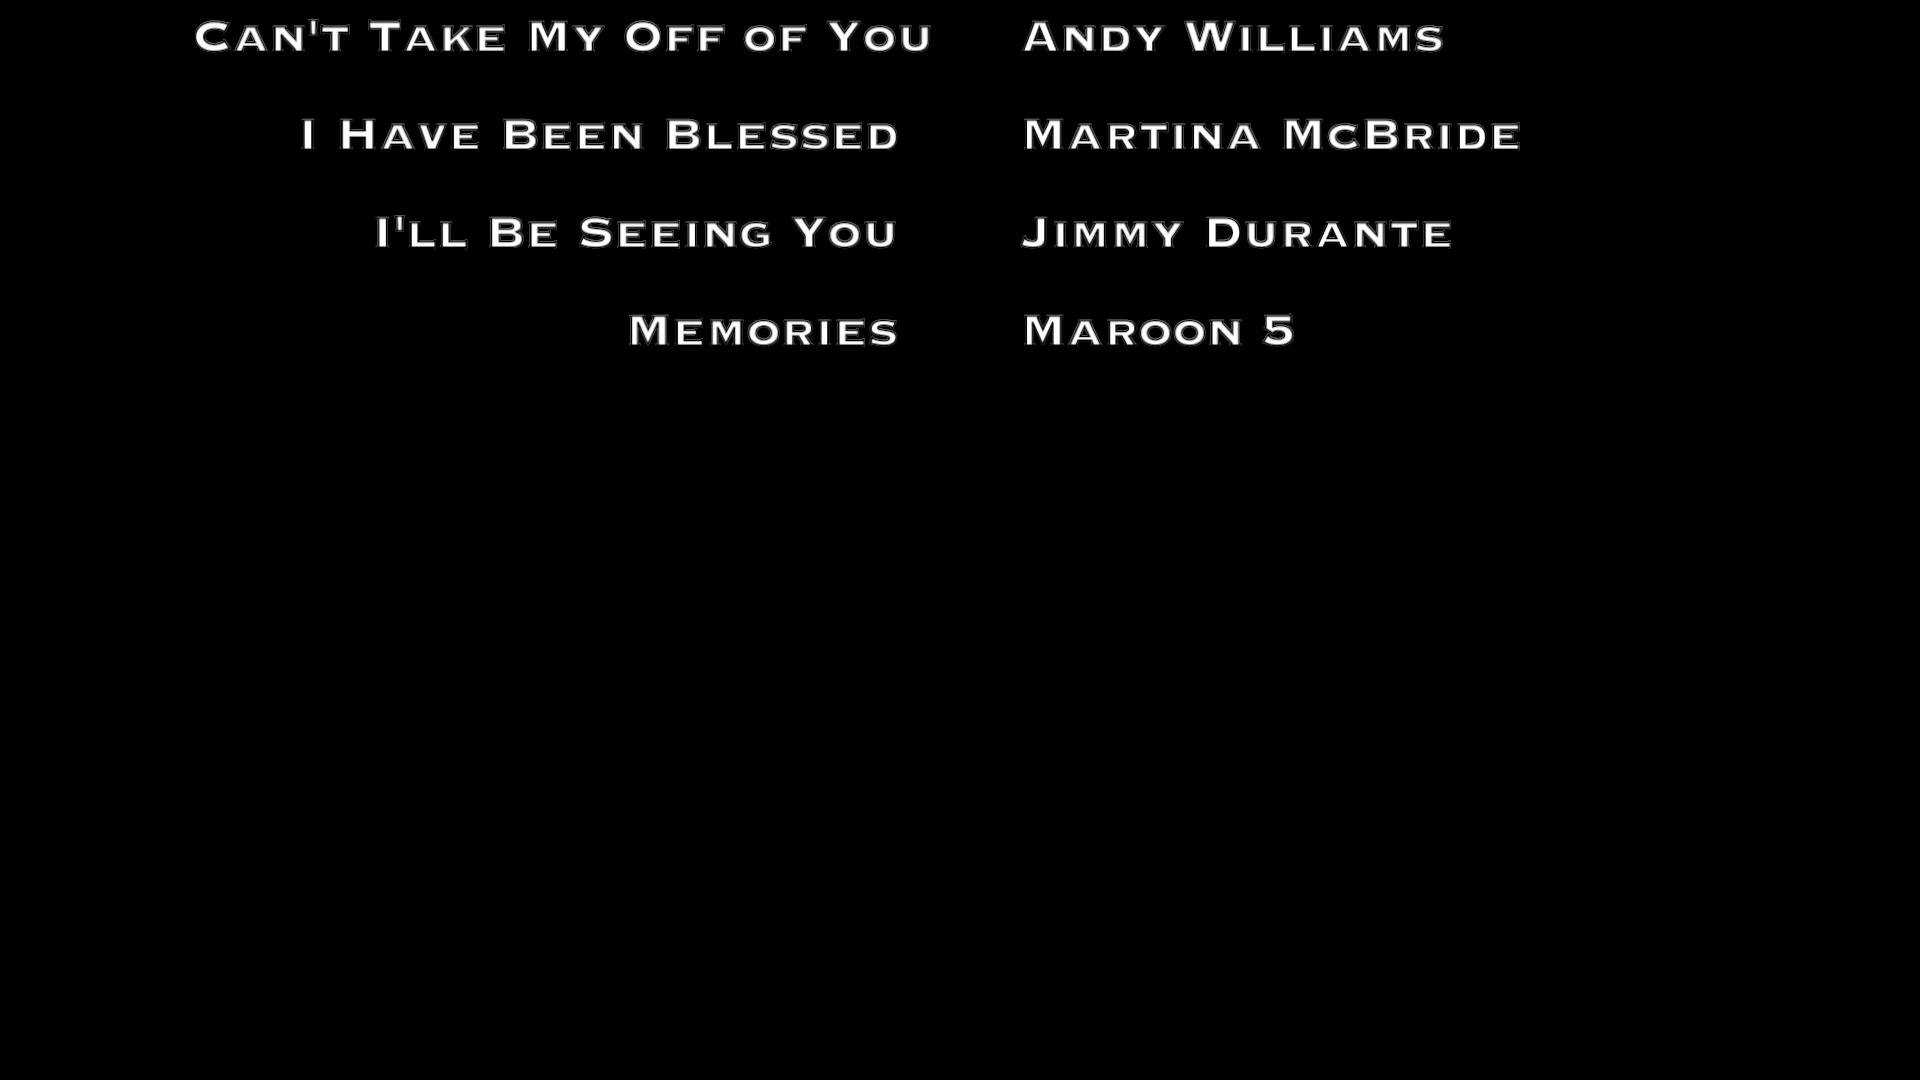 Can't Take My Off of You Andy Williams
I Have Been Blessed Martina McBride
I'll Be Seeing You Jimmy Durante
Memories Maroon 5